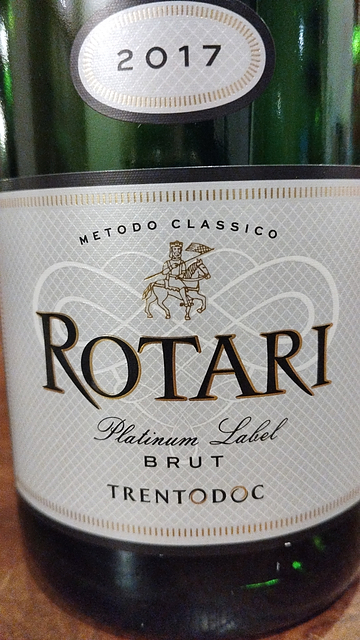 2017
METODO CLASSICO
ROTARI
Platinum Label
BRUT
TRENTODOC